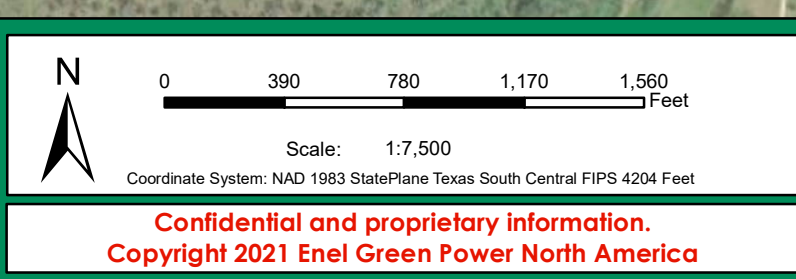 N
0 390 780 1,170 1,560
Feet
Scale: 1:7,500
Coordinate System: NAD 1983 StatePlane Texas South Central FIPS 4204 Feet
Confidential and proprietary information.
Copyright 2021 Enel Green Power North America